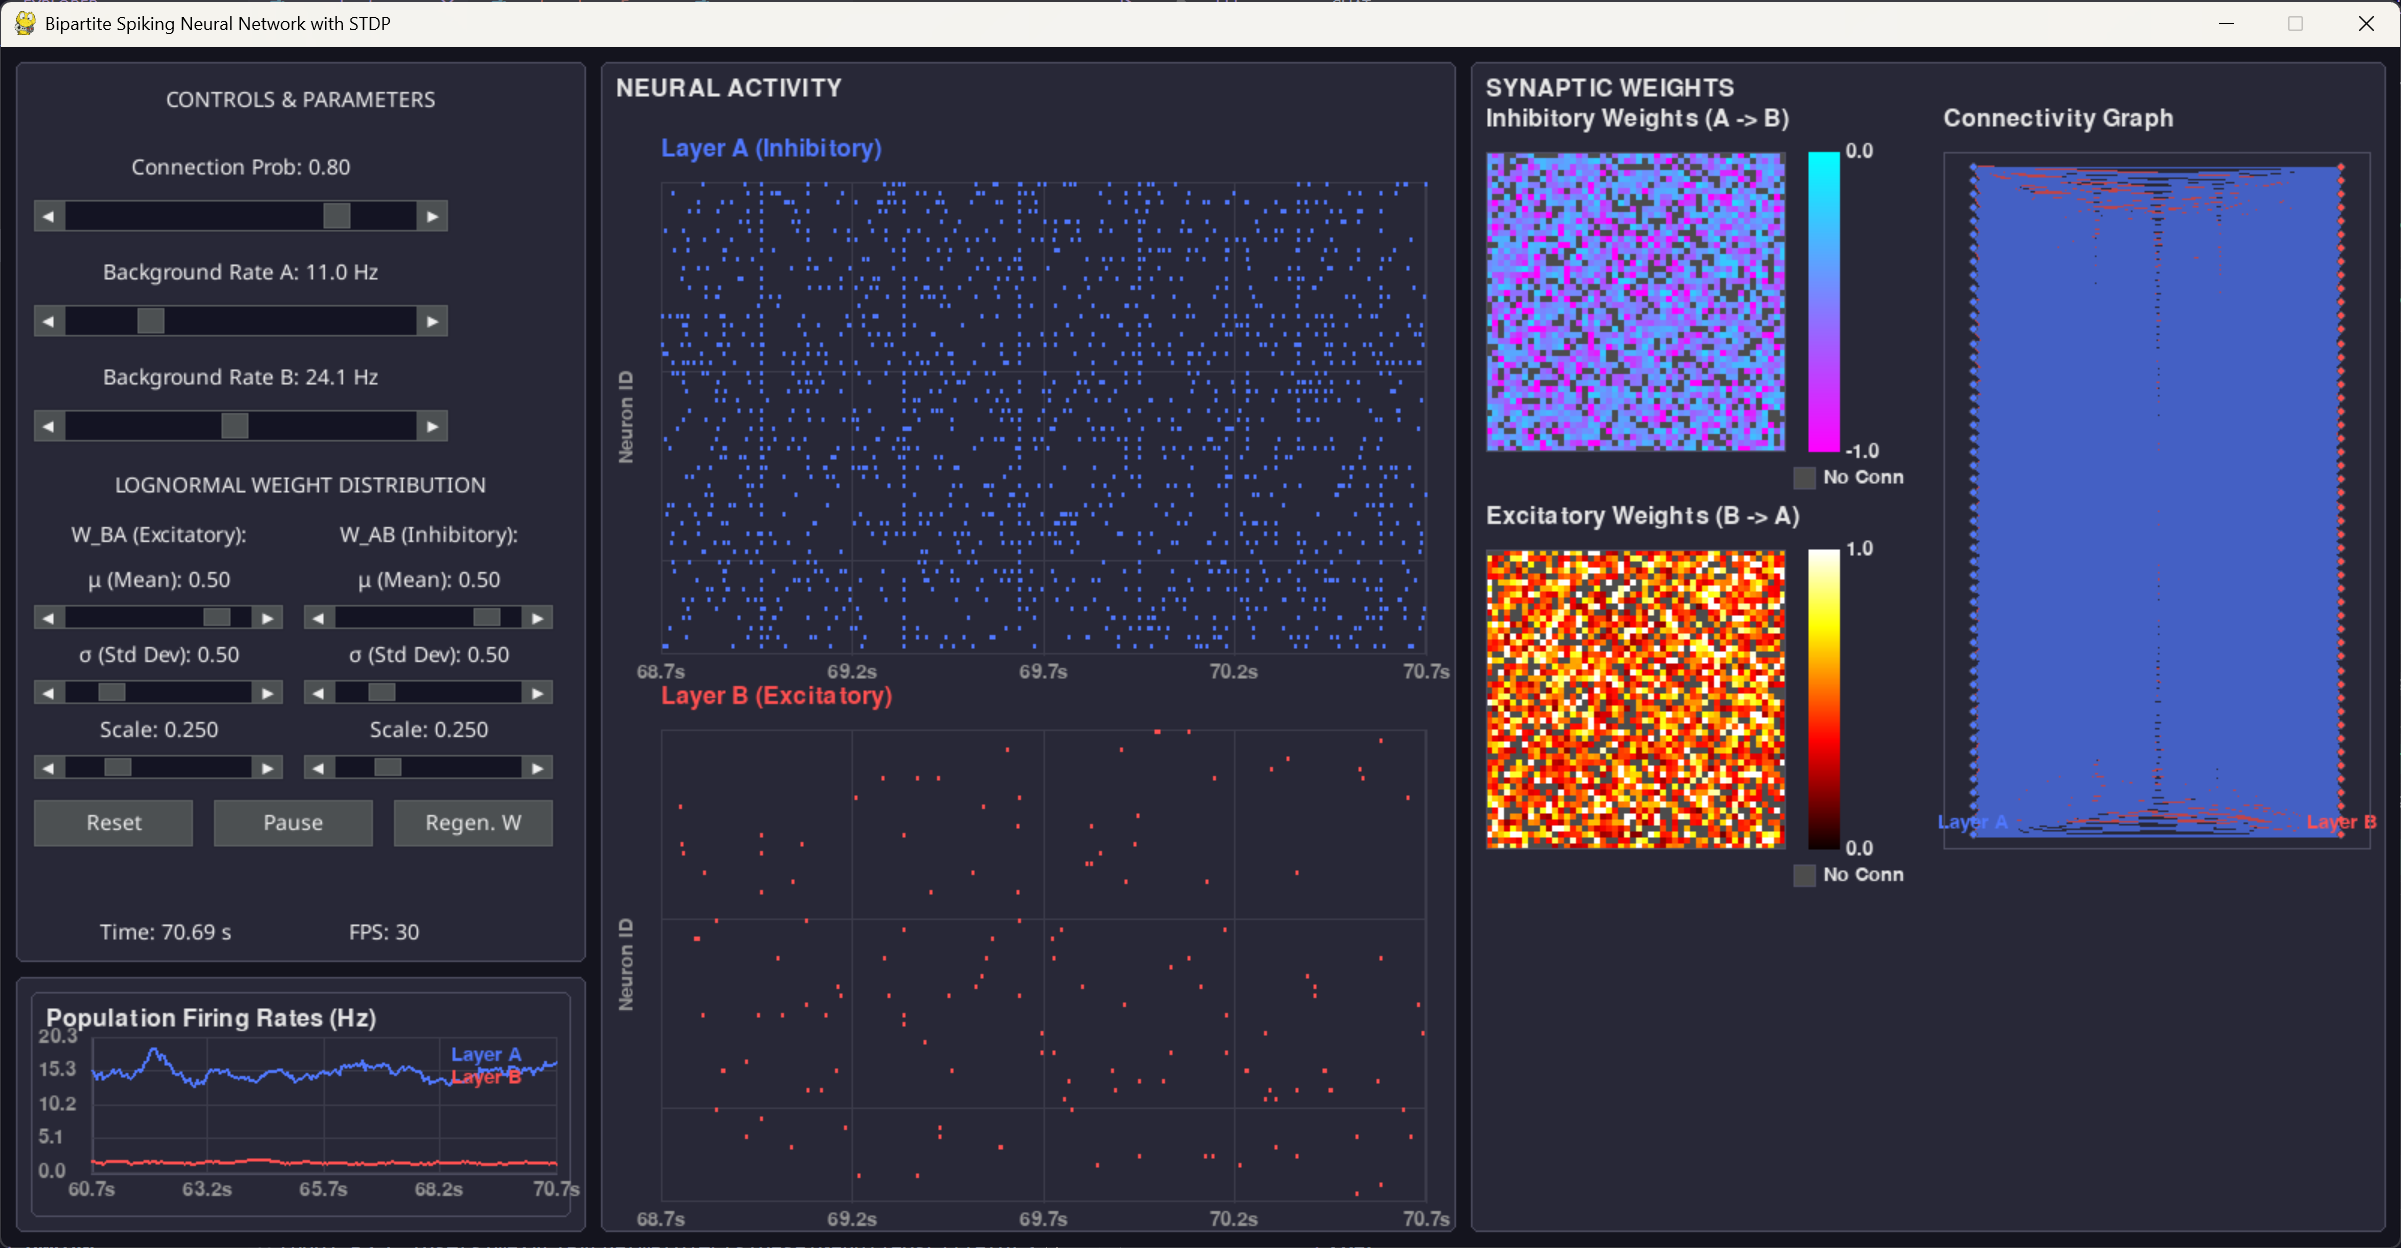 Bipartite Spiking Neural Network with STDP
CONTROLS & PARAMETERS
Connection Prob: 0.80
Background Rate A: 11.0 Hz
Background Rate B: 24.1 Hz
LOGNORMAL WEIGHT DISTRIBUTION
W_BA (Excitatory): W_AB (Inhibitory):
μ (Mean): 0.50 μ (Mean): 0.50
σ (Std Dev): 0.50 σ (Std Dev): 0.50
Scale: 0.250 Scale: 0.250
Reset Pause Regen. W
Time: 70.69 s FPS: 30
Population Firing Rates (Hz)
20.3
15.3
10.2
5.1
0.0
Layer A
Layer B
60.7s 63.2s 65.7s 68.2s 70.7s
NEURAL ACTIVITY
Layer A (Inhibitory)
Neuron ID
68.7s 69.2s 69.7s 70.2s 70.7s
Layer B (Excitatory)
Neuron ID
68.7s 69.2s 69.7s 70.2s 70.7s
SYNAPTIC WEIGHTS
Inhibitory Weights (A -> B)
0.0
-1.0
No Conn
Excitatory Weights (B -> A)
1.0
0.0
No Conn
Connectivity Graph
Layer A Layer B